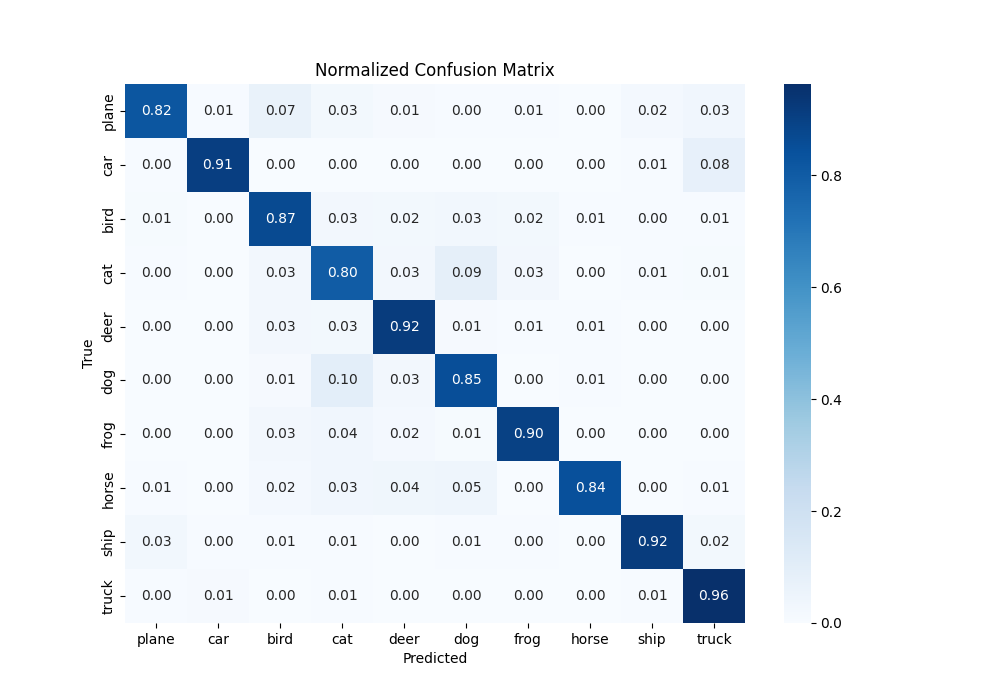 Normalized Confusion Matrix
plane 0.82 0.01 0.07 0.03 0.01 0.00 0.01 0.00 0.02 0.03
car 0.00 0.91 0.00 0.00 0.00 0.00 0.00 0.00 0.01 0.08
bird 0.01 0.00 0.87 0.03 0.02 0.03 0.02 0.01 0.00 0.01
cat 0.00 0.00 0.03 0.80 0.03 0.09 0.03 0.00 0.01 0.01
deer 0.00 0.00 0.03 0.03 0.92 0.01 0.01 0.01 0.00 0.00
dog 0.00 0.00 0.01 0.10 0.03 0.85 0.00 0.01 0.00 0.00
frog 0.00 0.00 0.03 0.04 0.02 0.01 0.90 0.00 0.00 0.00
horse 0.01 0.00 0.02 0.03 0.04 0.05 0.00 0.84 0.00 0.01
ship 0.03 0.00 0.01 0.01 0.00 0.01 0.00 0.00 0.92 0.02
truck 0.00 0.01 0.00 0.01 0.00 0.00 0.00 0.00 0.01 0.96
True
plane car bird cat deer dog frog horse ship truck
Predicted
0.8
0.6
0.4
0.2
0.0